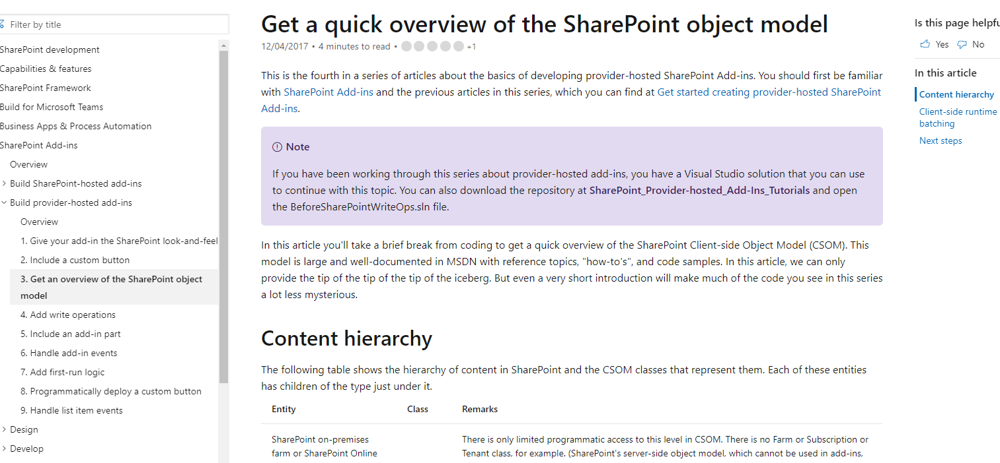 Filter by title
SharePoint development
Capabilities & features
SharePoint Framework
Build for Microsoft Teams
Business Apps & Process Automation
SharePoint Add-ins
Overview
Build SharePoint-hosted add-ins
Build provider-hosted add-ins
Overview
1. Give your add-in the SharePoint look-and-feel
2. Include a custom button
3. Get an overview of the SharePoint object
model
4. Add write operations
5. Include an add-in part
6. Handle add-in events
7. Add first-run logic
8. Programmatically deploy a custom button
9. Handle list item events
Design
Develop
Get a quick overview of the SharePoint object model
12/04/2017 • 4 minutes to read • +1
This is the fourth in a series of articles about the basics of developing provider-hosted SharePoint Add-ins. You should first be familiar
with SharePoint Add-ins and the previous articles in this series, which you can find at Get started creating provider-hosted SharePoint
Add-ins.
Note
If you have been working through this series about provider-hosted add-ins, you have a Visual Studio solution that you can use
to continue with this topic. You can also download the repository at SharePoint_Provider-hosted_Add-Ins_Tutorials and open
the BeforeSharePointWriteOps.sln file.
In this article you'll take a brief break from coding to get a quick overview of the SharePoint Client-side Object Model (CSOM). This
model is large and well-documented in MSDN with reference topics, "how-to's", and code samples. In this article, we can only
provide the tip of the tip of the tip of the iceberg. But even a very short introduction will make much of the code you see in this series
a lot less mysterious.
Content hierarchy
The following table shows the hierarchy of content in SharePoint and the CSOM classes that represent them. Each of these entities
has children of the type just under it.
Entity Class Remarks
SharePoint on-premises There is only limited programmatic access to this level in CSOM. There is no Farm or Subscription or
farm or SharePoint Online Tenant class, for example. (SharePoint's server-side object model, which cannot be used in add-ins,
Is this page helpfu
Yes No
In this article
Content hierarchy
Client-side runtime
batching
Next steps